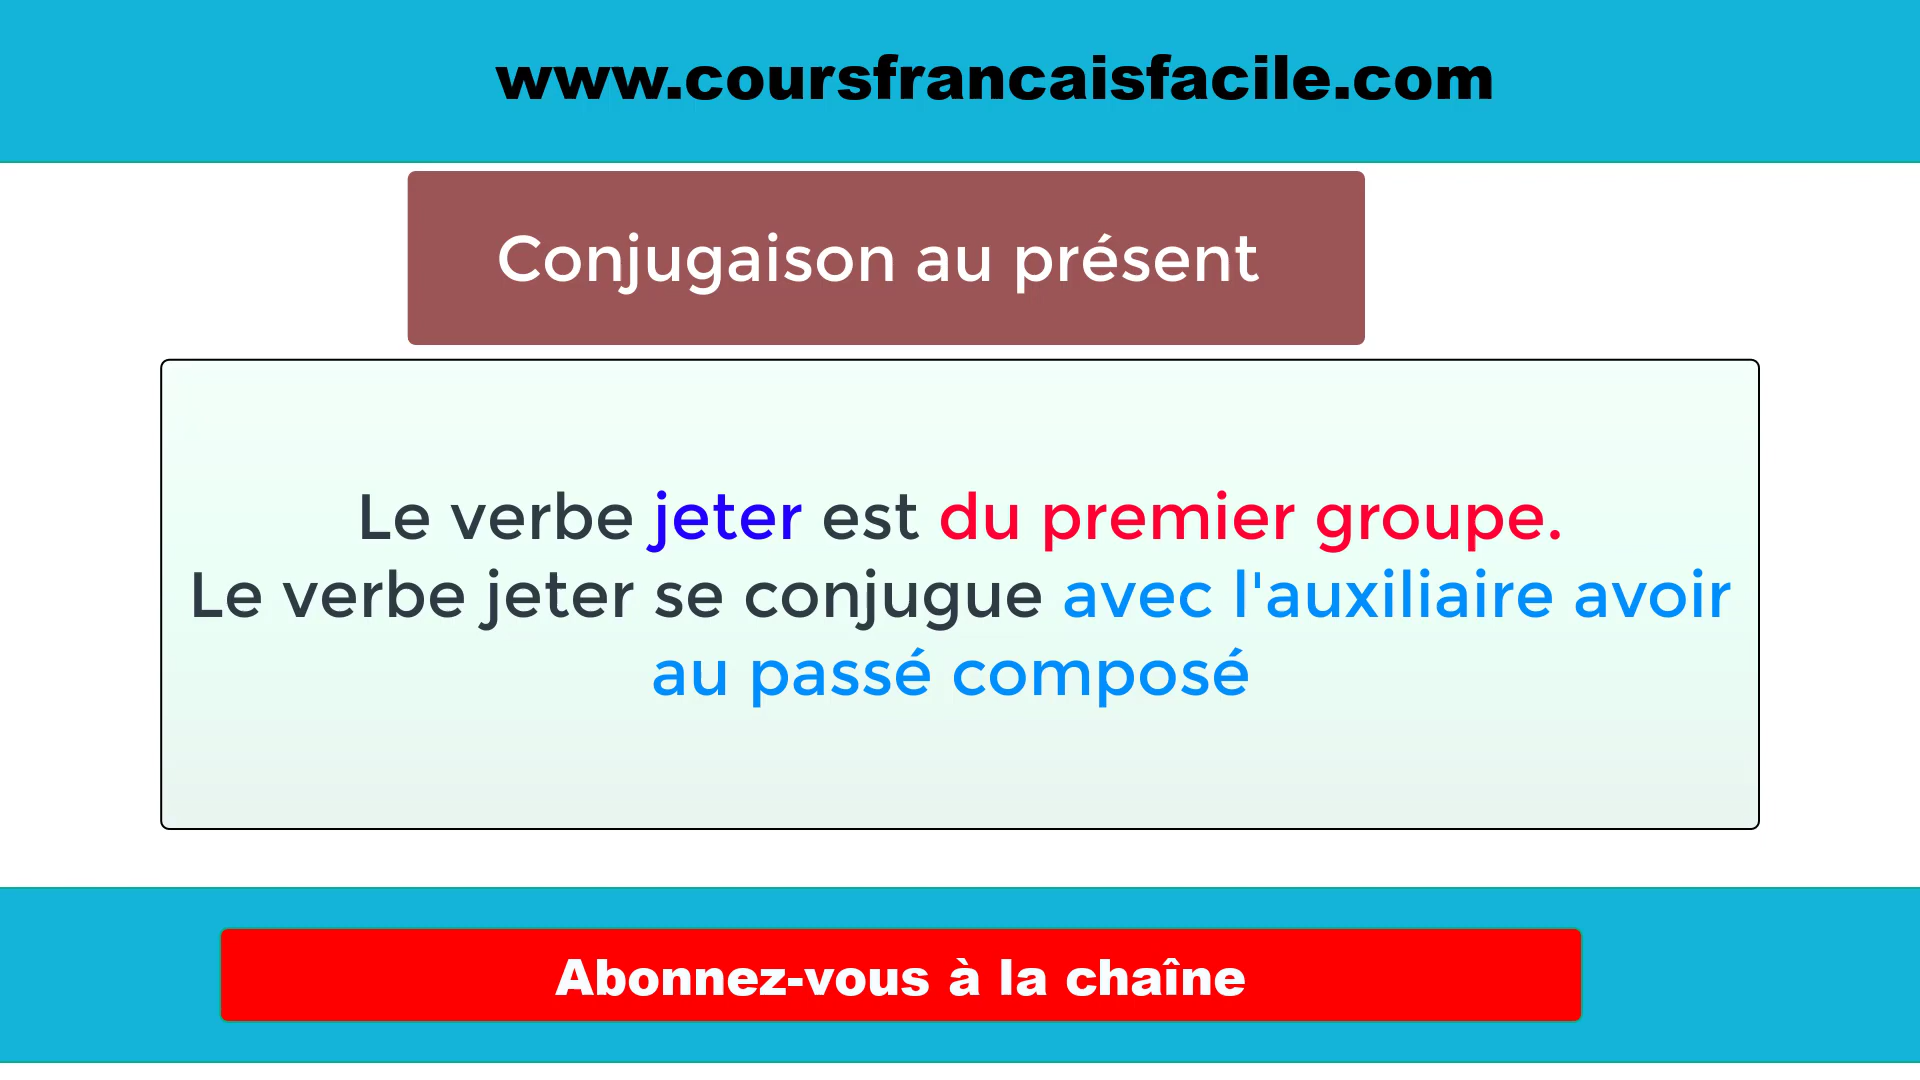 www.coursfrancaisfacile.com
Conjugaison au présent
Le verbe jeter est du premier groupe.
Le verbe jeter se conjugue avec l'auxiliaire avoir
au passé composé
Abonnez-vous à la chaîne